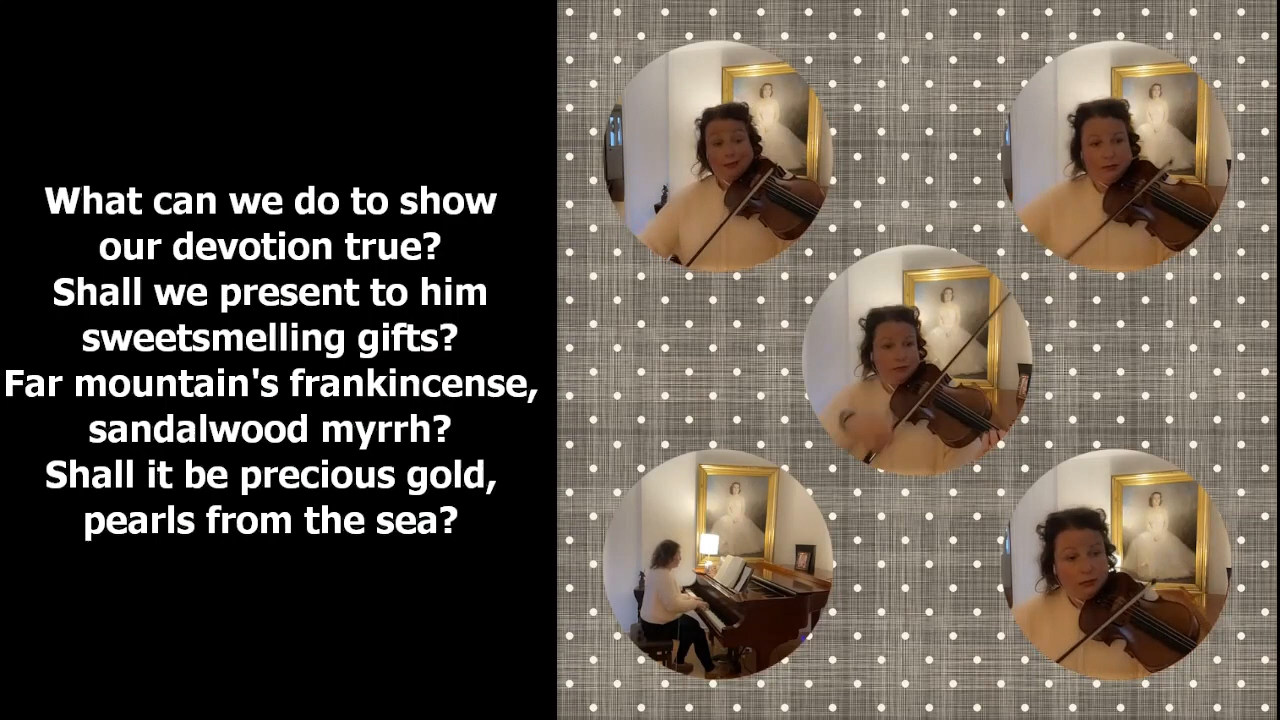 What can we do to show
our devotion true?
Shall we present to him
sweetsmelling gifts?
Far mountain's frankincense,
sandalwood myrrh?
Shall it be precious gold,
pearls from the sea?